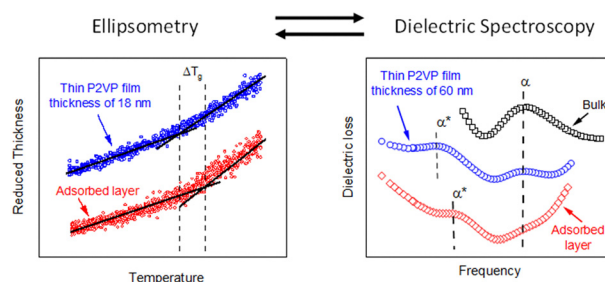 Ellipsometry
Dielectric Spectroscopy
Reduced Thickness
Thin P2VP film
thickness of 18 nm
ΔTg
Adsorbed layer
Temperature
Dielectric loss
Thin P2VP film
thickness of 60 nm
α
Bulk
α*
α*
Adsorbed
layer
Frequency